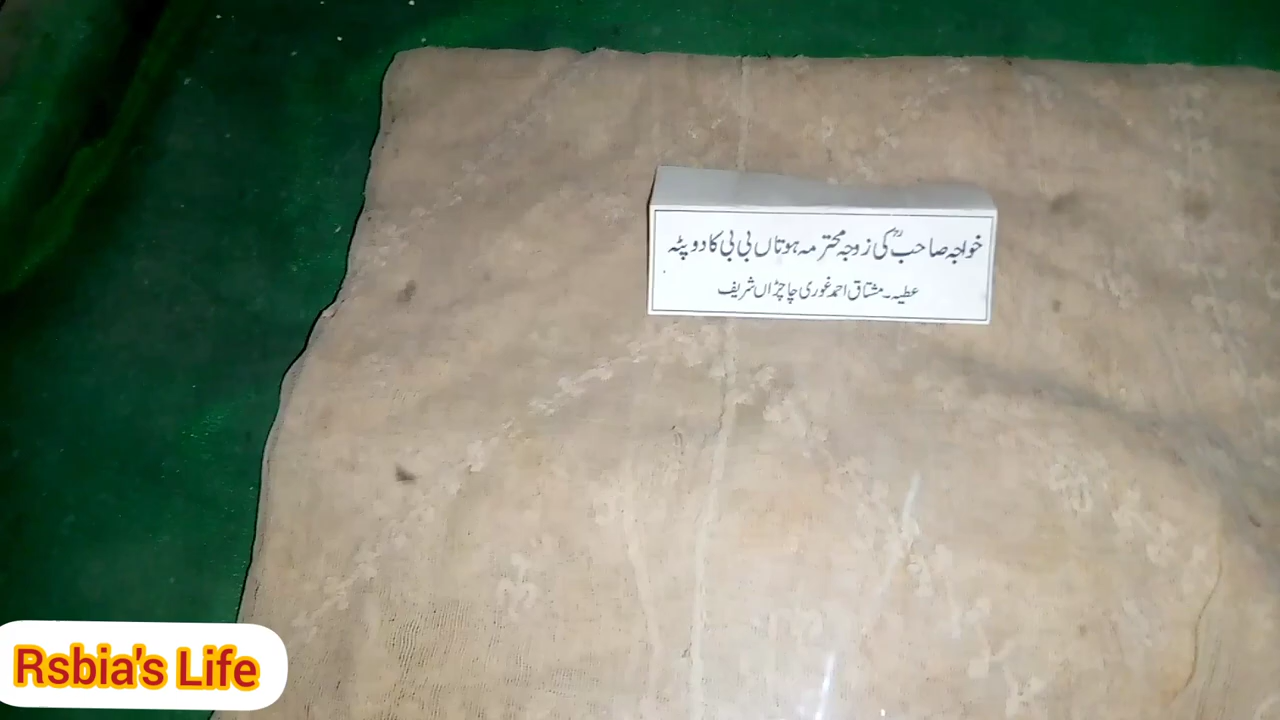 خواجہ صاحبؒ کی زوجہ محترمہ ہوتاں بی بی کا دوپٹہ
عطیہ۔ مشتاق احمد غوری چاچڑاں شریف
Rsbia's Life